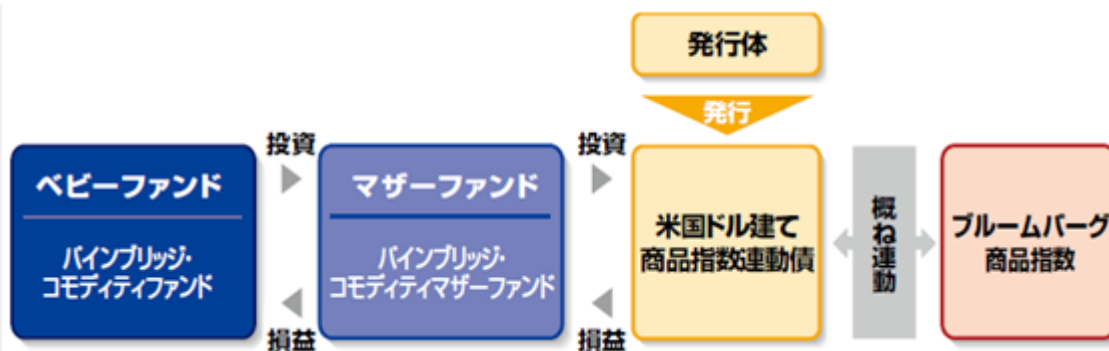 発行体
発行
投資
投資
ベビーファンド
バインブリッジ・
コモディティファンド
マザーファンド
バインブリッジ・
コモディティマザーファンド
米国ドル建て
商品指数連動債
概ね連動
ブルームバーグ
商品指数
損益
損益